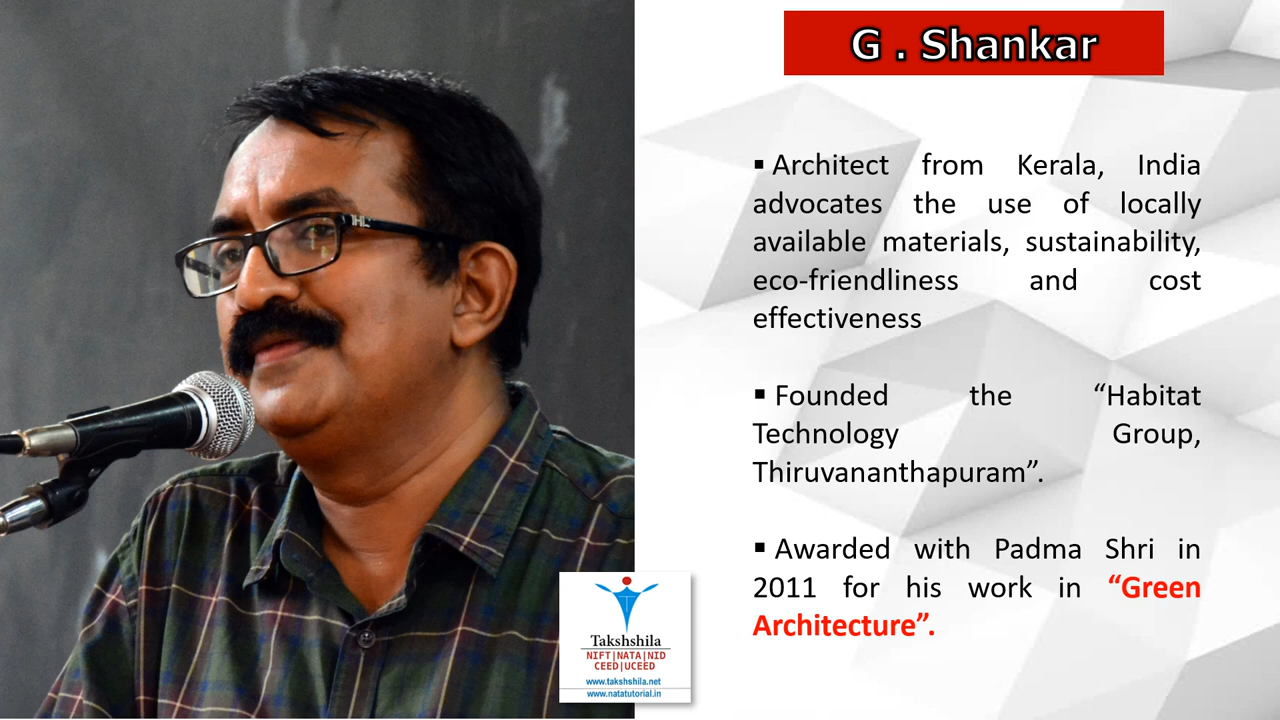 G . Shankar
▪ Architect from Kerala, India
advocates the use of locally
available materials, sustainability,
eco-friendliness and cost
effectiveness
▪ Founded the “Habitat
Technology Group,
Thiruvananthapuram”.
▪ Awarded with Padma Shri in
2011 for his work in “Green
Architecture”.
Takshshila
NIFT|NATA|NID
CEED|UCEED
www.takshshila.net
www.natatutorial.in